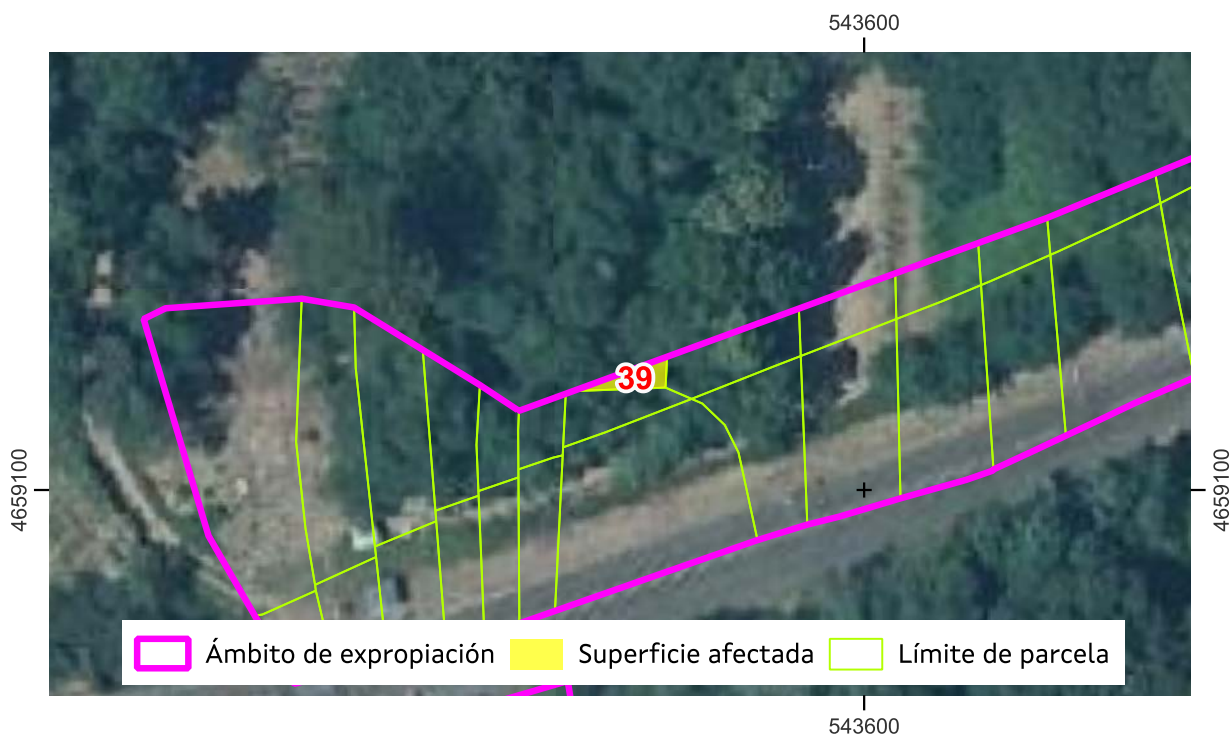 543600
39
4659100
4659100
Ámbito de expropiación
Superficie afectada
Límite de parcela
543600